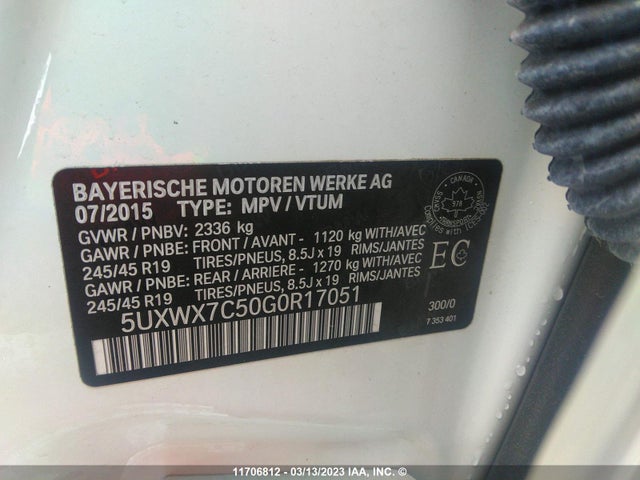 BAYERISCHE MOTOREN WERKE AG
07/2015 TYPE: MPV / VTUM
GVWR / PNBV: 2336 kg
GAWR / PNBE: FRONT / AVANT - 1120 kg WITH/AVEC
245/45 R19 TIRES/PNEUS, 8.5J x 19 RIMS/JANTES
GAWR / PNBE: REAR / ARRIERE - 1270 kg WITH/AVEC
245/45 R19 TIRES/PNEUS, 8.5J x 19 RIMS/JANTES
5UXWX7C50G0R17051
CANADA
978
TRANSPORT
EC
300/0
7 353 401
11706812 - 03/13/2023 IAA, INC. ©